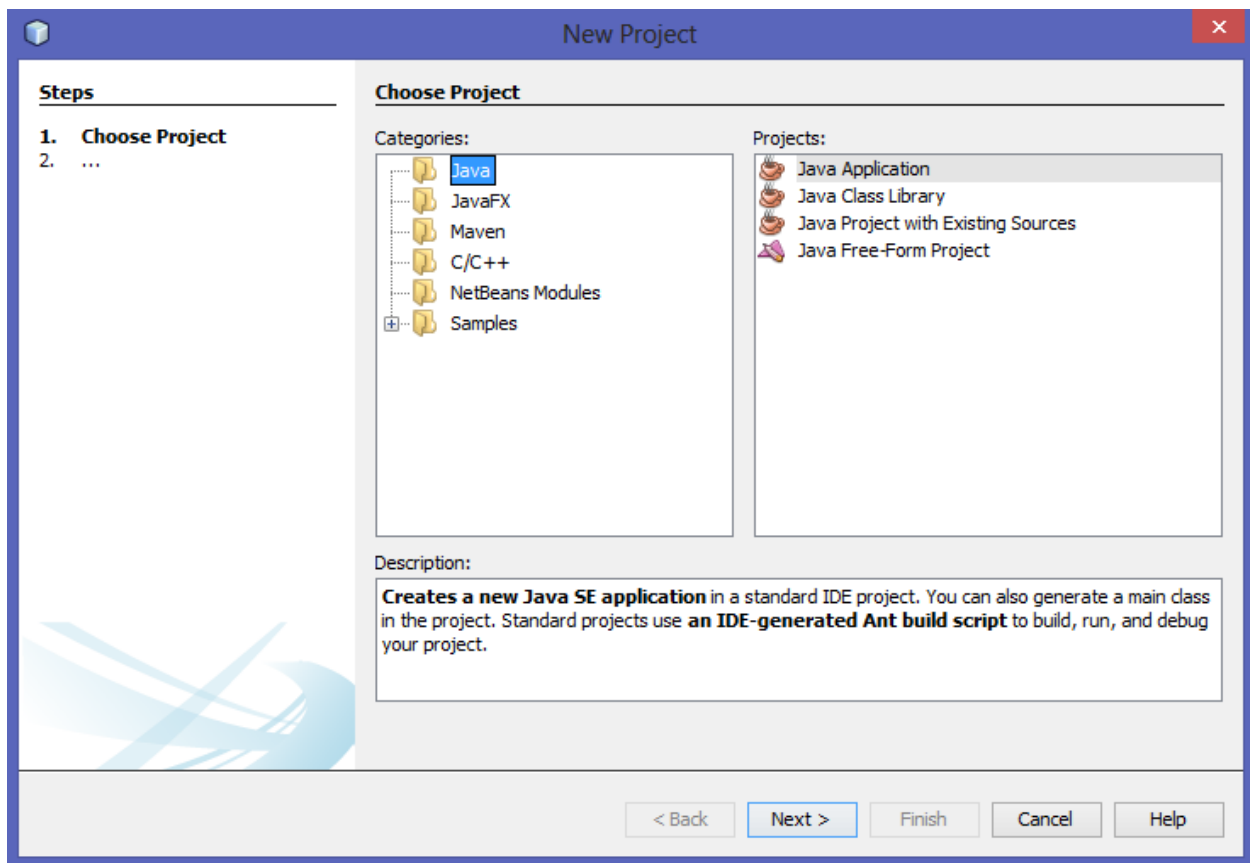 New Project
Steps
1. Choose Project
2. ...
Choose Project
Categories:
Java
JavaFX
Maven
C/C++
NetBeans Modules
Samples
Projects:
Java Application
Java Class Library
Java Project with Existing Sources
Java Free-Form Project
Description:
Creates a new Java SE application in a standard IDE project. You can also generate a main class
in the project. Standard projects use an IDE-generated Ant build script to build, run, and debug
your project.
< Back
Next >
Finish
Cancel
Help